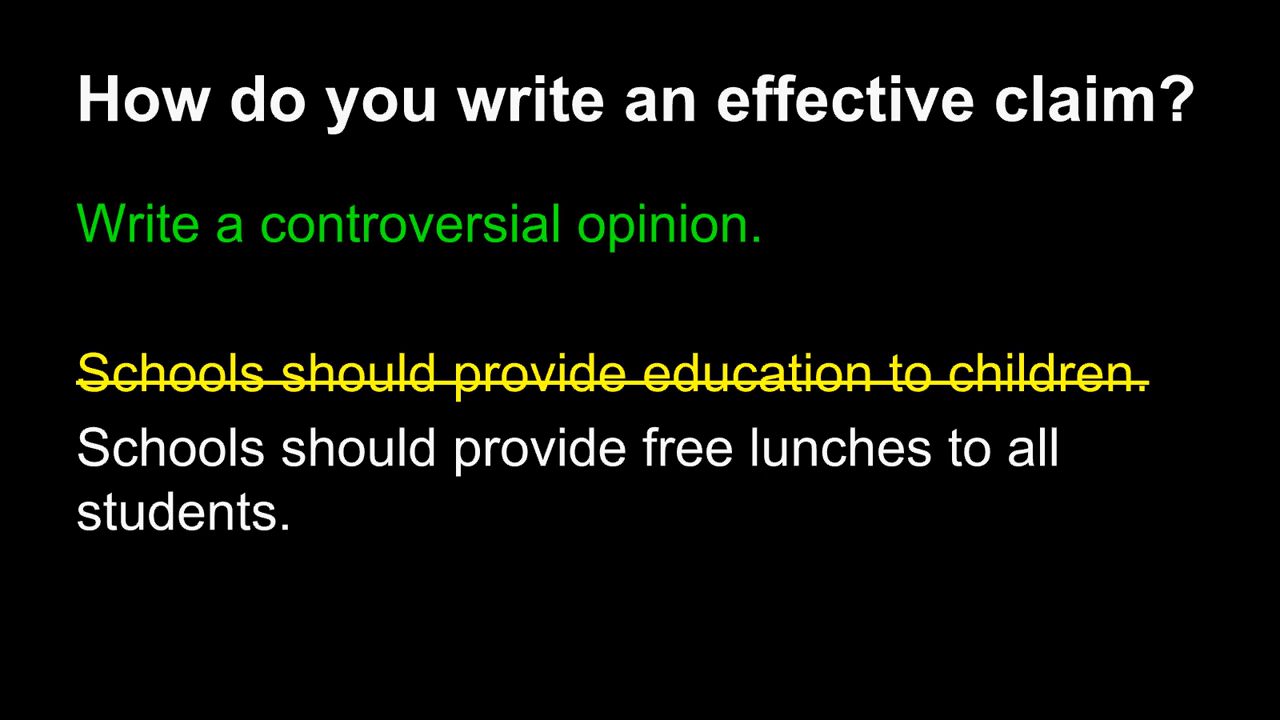 How do you write an effective claim?
Write a controversial opinion.
Schools should provide education to children.
Schools should provide free lunches to all
students.